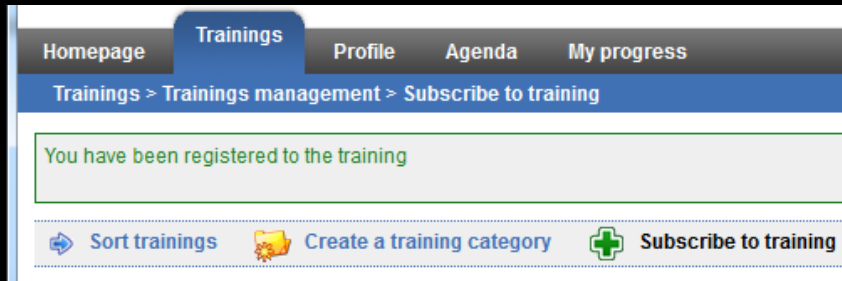 Homepage Trainings Profile Agenda My progress
Trainings > Trainings management > Subscribe to training
You have been registered to the training
Sort trainings Create a training category Subscribe to training